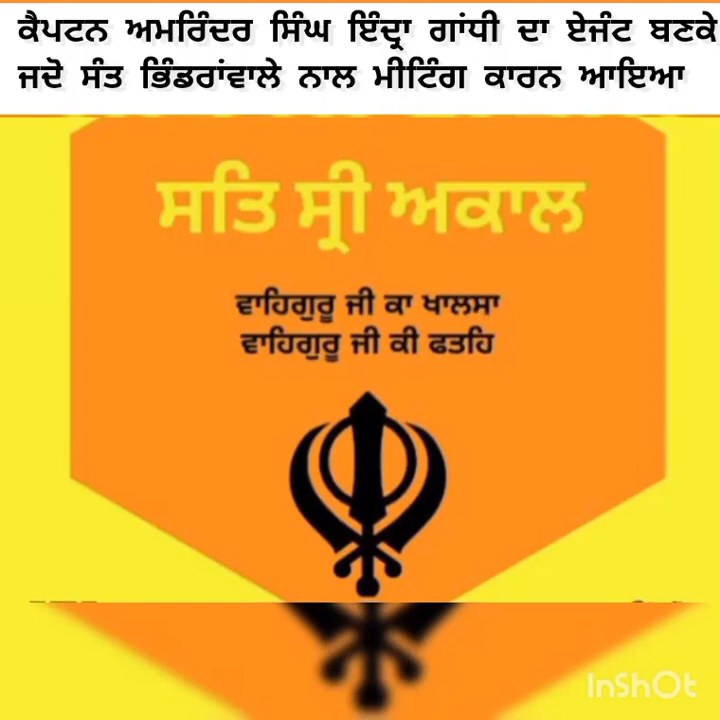 ਕੈਪਟਨ ਅਮਰਿੰਦਰ ਸਿੰਘ ਇੰਦ੍ਰਾ ਗਾਂਧੀ ਦਾ ਏਜੰਟ ਬਣਕੇ
ਜਦੋ ਸੰਤ ਭਿੰਡਰਾਂਵਾਲੇ ਨਾਲ ਮੀਟਿੰਗ ਕਾਰਨ ਆਇਆ
ਸਤਿ ਸ੍ਰੀ ਅਕਾਲ
ਵਾਹਿਗੁਰੂ ਜੀ ਕਾ ਖਾਲਸਾ
ਵਾਹਿਗੁਰੂ ਜੀ ਕੀ ਫਤਹਿ
InShOt